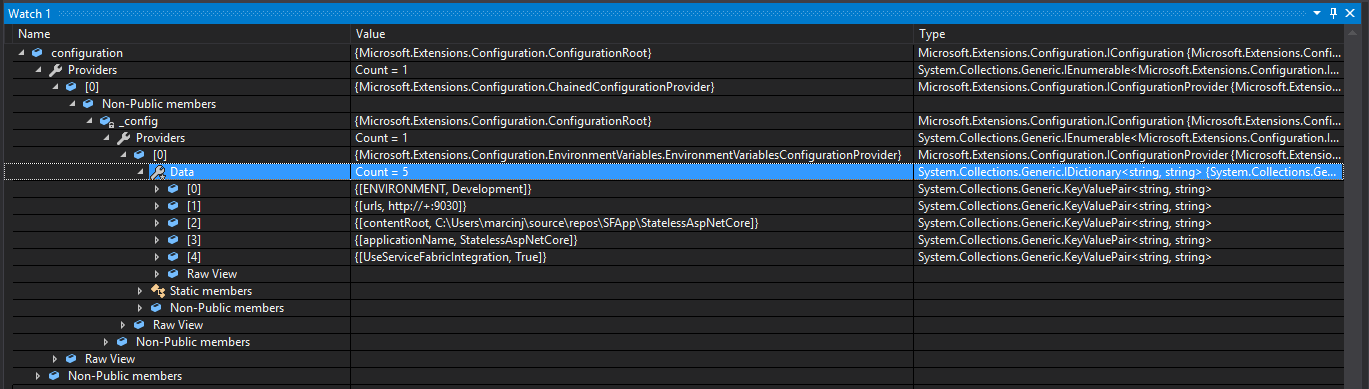 Watch 1
Name Value Type
configuration {Microsoft.Extensions.Configuration.ConfigurationRoot} Microsoft.Extensions.Configuration.IConfiguration {Microsoft.Extensions.Confi...
Providers Count = 1 System.Collections.Generic.IEnumerable<Microsoft.Extensions.Configuration.I...
[0] {Microsoft.Extensions.Configuration.ChainedConfigurationProvider} Microsoft.Extensions.Configuration.IConfigurationProvider {Microsoft.Extensio...
Non-Public members
_config {Microsoft.Extensions.Configuration.ConfigurationRoot} Microsoft.Extensions.Configuration.IConfiguration {Microsoft.Extensions.Confi...
Providers Count = 1 System.Collections.Generic.IEnumerable<Microsoft.Extensions.Configuration.I...
[0] {Microsoft.Extensions.Configuration.EnvironmentVariables.EnvironmentVariablesConfigurationProvider} Microsoft.Extensions.Configuration.IConfigurationProvider {Microsoft.Extensio...
Data Count = 5 System.Collections.Generic.IDictionary<string, string> {System.Collections.Ge...
[0] {[ENVIRONMENT, Development]} System.Collections.Generic.KeyValuePair<string, string>
[1] {[urls, http://+:9030]} System.Collections.Generic.KeyValuePair<string, string>
[2] {[contentRoot, C:\Users\marcinj\source\repos\SFApp\StatelessAspNetCore]} System.Collections.Generic.KeyValuePair<string, string>
[3] {[applicationName, StatelessAspNetCore]} System.Collections.Generic.KeyValuePair<string, string>
[4] {[UseServiceFabricIntegration, True]} System.Collections.Generic.KeyValuePair<string, string>
Raw View
Static members
Non-Public members
Raw View
Non-Public members
Raw View
Non-Public members